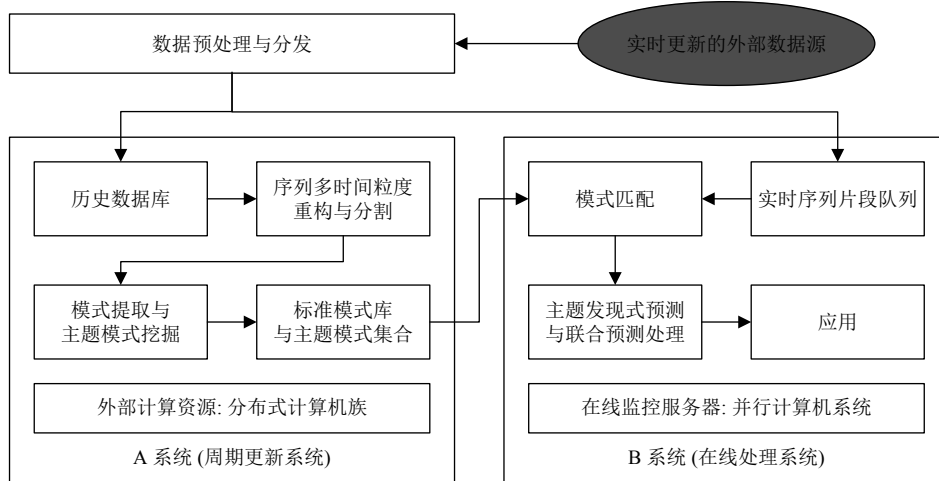 数据预处理与分发
实时更新的外部数据源
历史数据库
序列多时间粒度
重构与分割
模式提取与
主题模式挖掘
标准模式库
与主题模式集合
外部计算资源: 分布式计算机族
A 系统 (周期更新系统)
模式匹配
实时序列片段队列
主题发现式预测
与联合预测处理
应用
在线监控服务器: 并行计算机系统
B 系统 (在线处理系统)